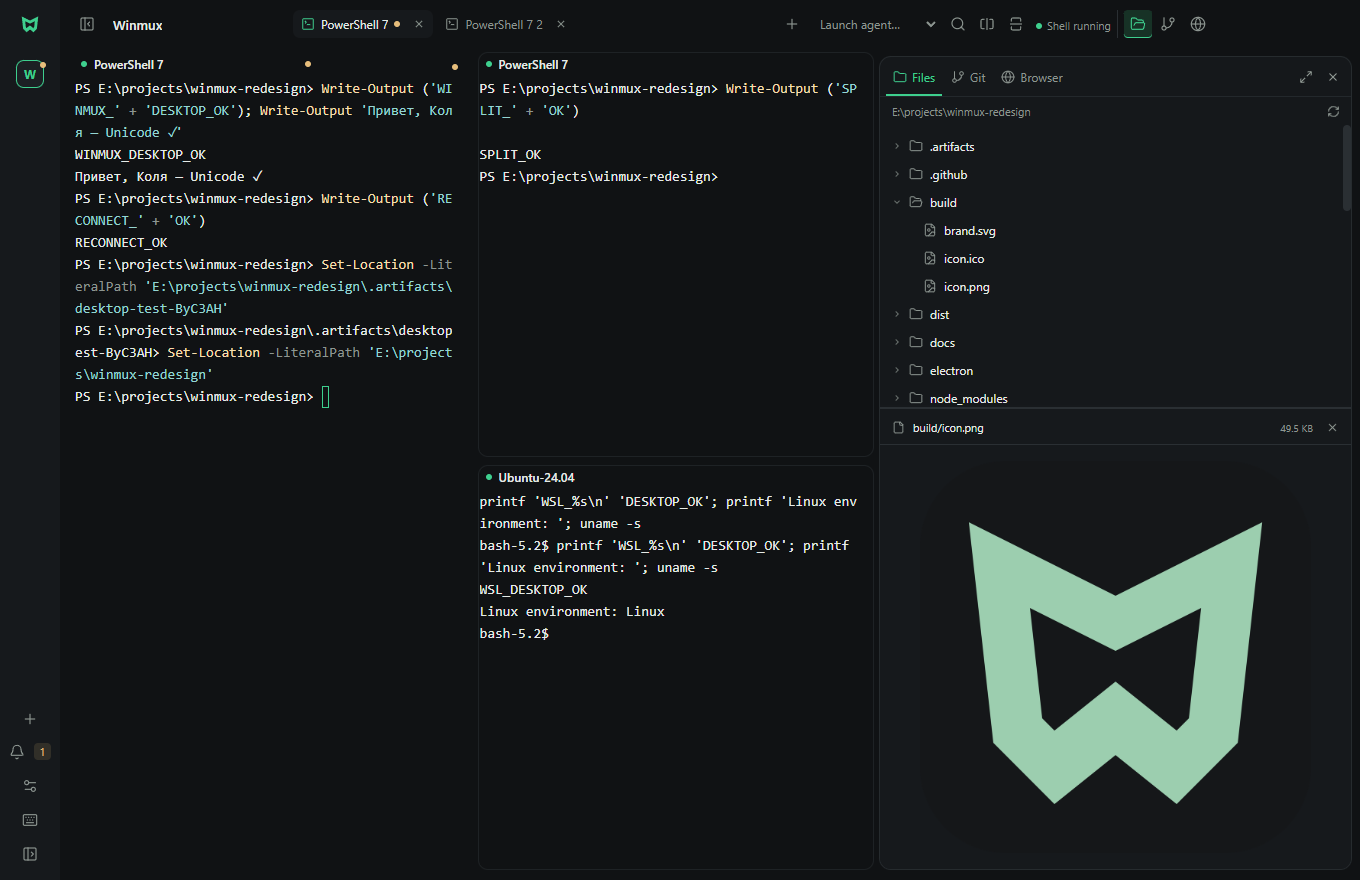 Winmux
PowerShell 7
PowerShell 7 2
Launch agent...
Shell running
W
1
PowerShell 7
PS E:\projects\winmux-redesign> Write-Output ('WI
NMUX_' + 'DESKTOP_OK'); Write-Output 'Привет, Кол
я — Unicode ✓'
WINMUX_DESKTOP_OK
Привет, Коля — Unicode ✓
PS E:\projects\winmux-redesign> Write-Output ('RE
CONNECT_' + 'OK')
RECONNECT_OK
PS E:\projects\winmux-redesign> Set-Location -Lit
eralPath 'E:\projects\winmux-redesign\.artifacts\
desktop-test-ByC3AH'
PS E:\projects\winmux-redesign\.artifacts\desktop
est-ByC3AH> Set-Location -LiteralPath 'E:\project
s\winmux-redesign'
PS E:\projects\winmux-redesign>
PowerShell 7
PS E:\projects\winmux-redesign> Write-Output ('SP
LIT_' + 'OK')
SPLIT_OK
PS E:\projects\winmux-redesign>
Ubuntu-24.04
printf 'WSL_%s\n' 'DESKTOP_OK'; printf 'Linux env
ironment: '; uname -s
bash-5.2$ printf 'WSL_%s\n' 'DESKTOP_OK'; printf
'Linux environment: '; uname -s
WSL_DESKTOP_OK
Linux environment: Linux
bash-5.2$
Files
Git
Browser
E:\projects\winmux-redesign
.artifacts
.github
build
brand.svg
icon.ico
icon.png
dist
docs
electron
node_modules
build/icon.png
49.5 KB